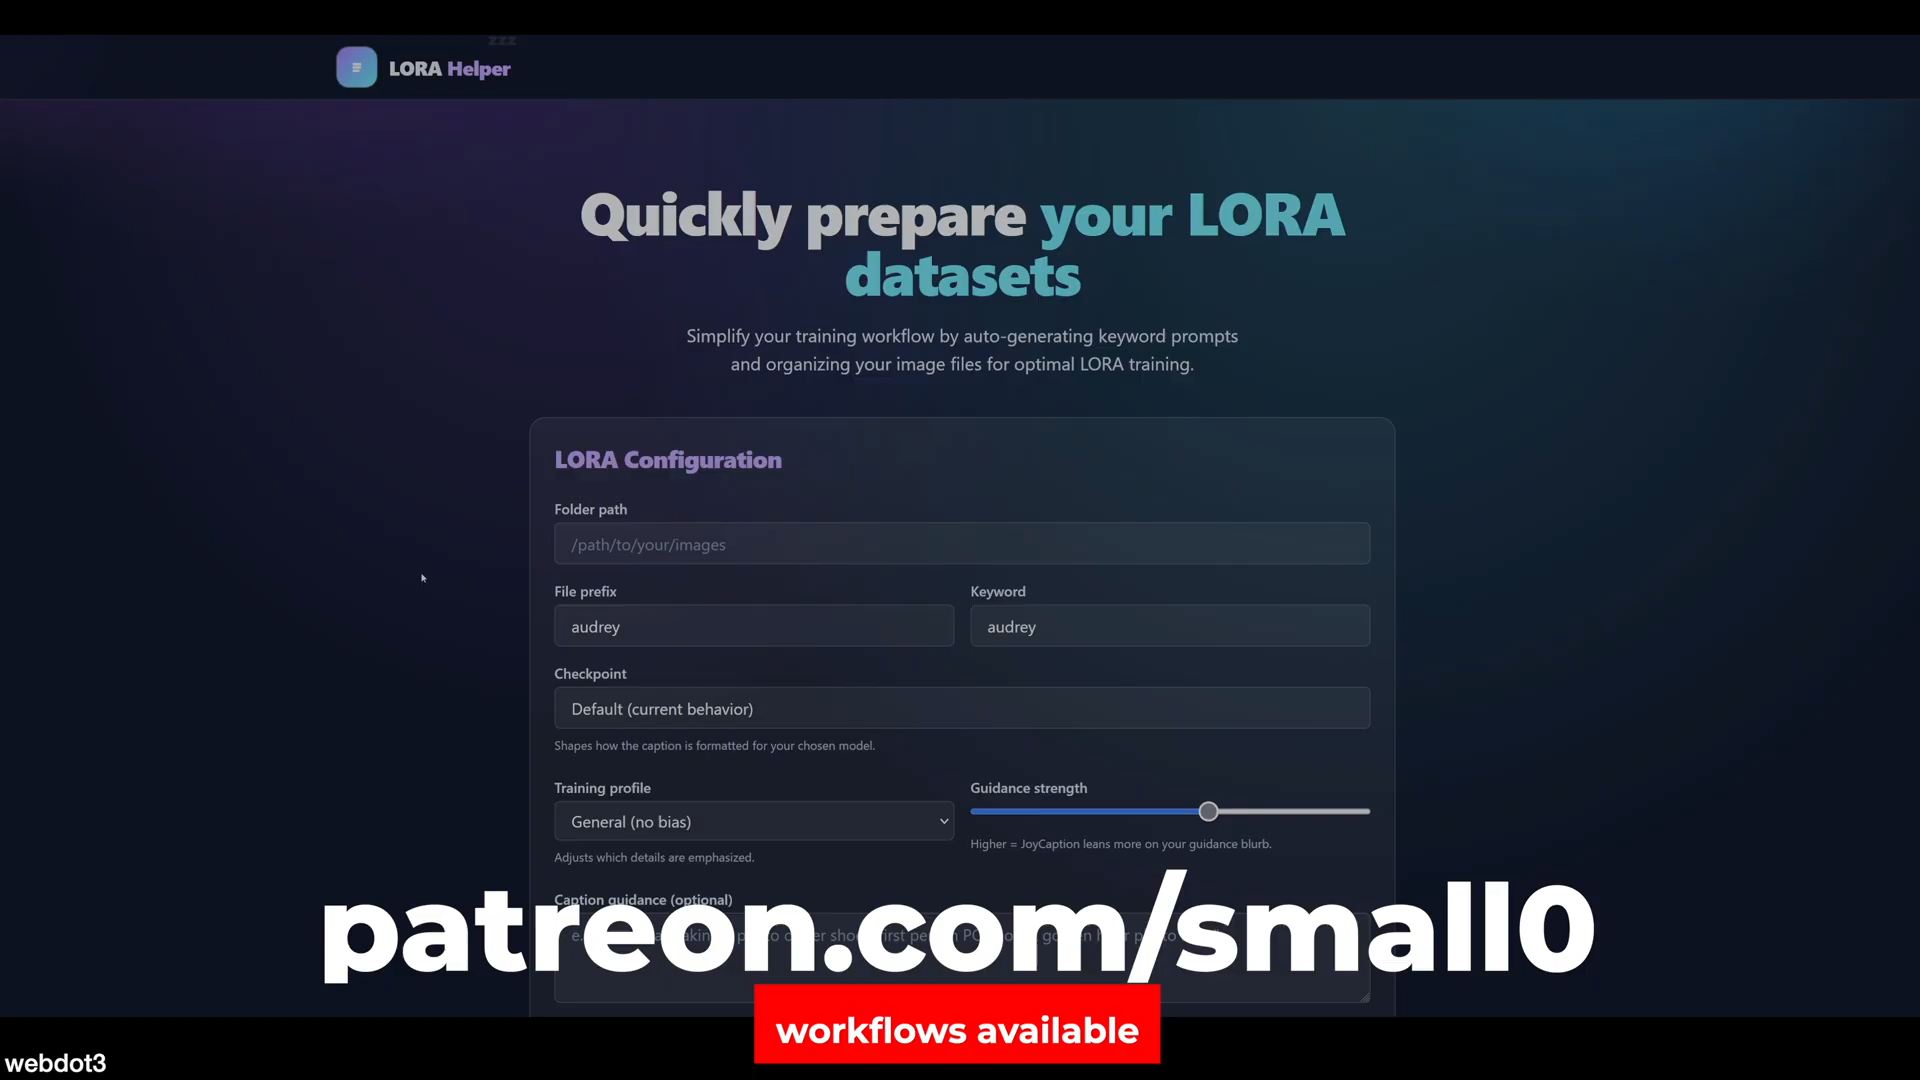 zzz
LORA Helper
Quickly prepare your LORA
datasets
Simplify your training workflow by auto-generating keyword prompts
and organizing your image files for optimal LORA training.
LORA Configuration
Folder path
/path/to/your/images
File prefix
Keyword
audrey
audrey
Checkpoint
Default (current behavior)
Shapes how the caption is formatted for your chosen model.
Training profile
Guidance strength
General (no bias)
Higher = JoyCaption leans more on your guidance blurb.
Adjusts which details are emphasized.
Caption guidance (optional)
patreon.com/small0
workflows available
webdot3